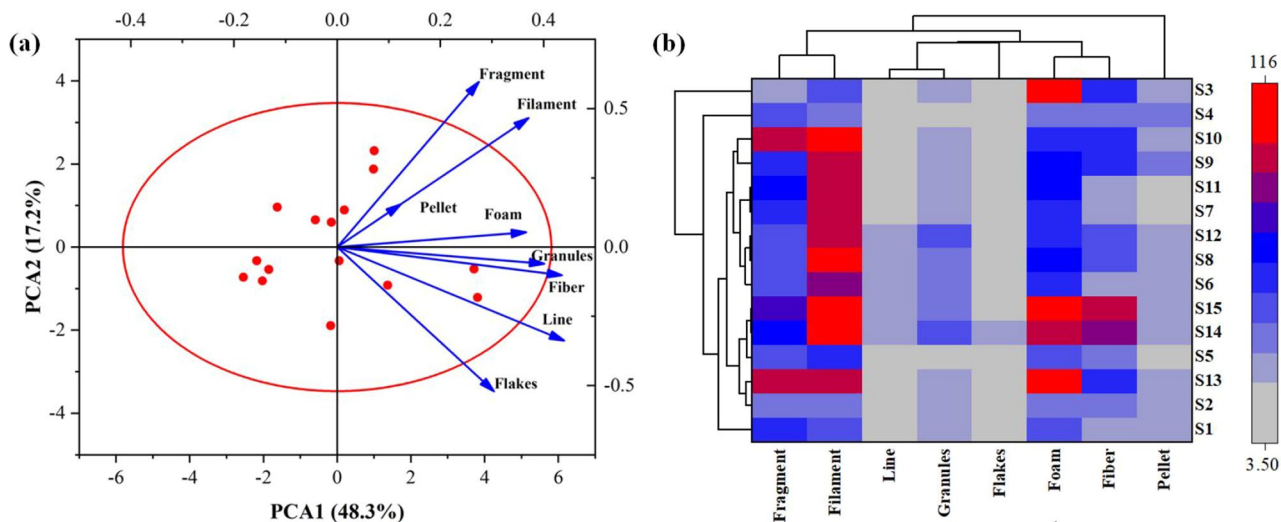 (a)
-0.4 -0.2 0.0 0.2 0.4
4
2
0
-2
-4
PCA2 (17.2%)
0.5
0.0
-0.5
Fragment
Filament
Pellet
Foam
Granules
Fiber
Line
Flakes
-6 -4 -2 0 2 4 6
PCA1 (48.3%)
(b)
S3
S4
S10
S9
S11
S7
S12
S8
S6
S15
S14
S5
S13
S2
S1
Fragment
Filament
Line
Granules
Flakes
Foam
Fiber
Pellet
116
3.50